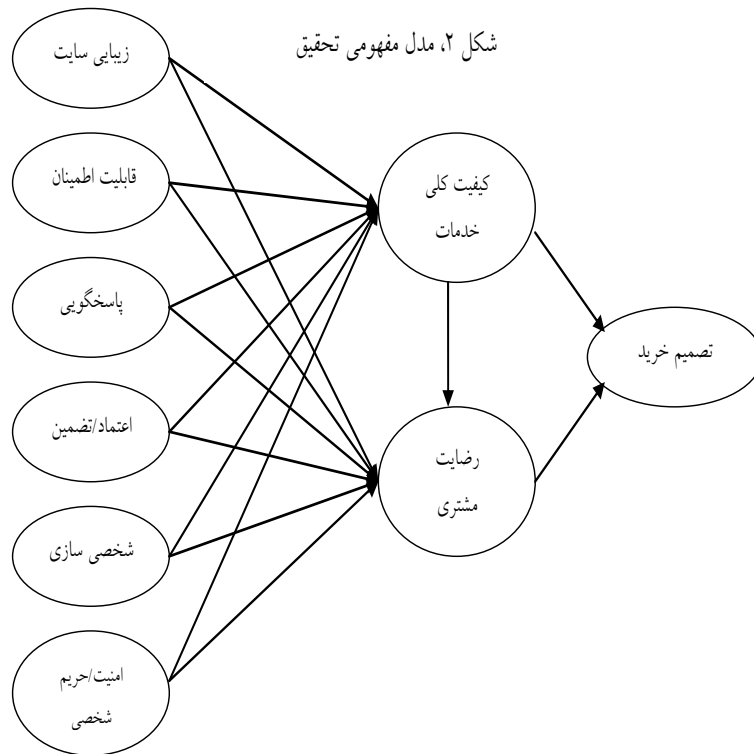 شکل ۲، مدل مفهومی تحقیق
زیبایی سایت
قابلیت اطمینان
پاسخگویی
اعتماد/تضمین
شخصی سازی
امنیت/حریم
شخصی
کیفیت کلی
خدمات
رضایت
مشتری
تصمیم خرید